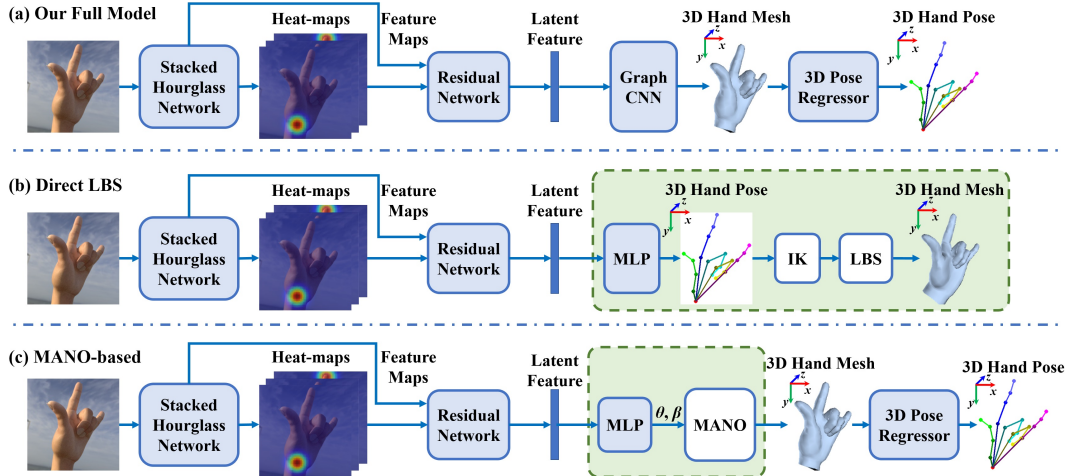 (a) Our Full Model
Heat-maps
Feature
Maps
Latent
Feature
3D Hand Mesh
3D Hand Pose
Stacked
Hourglass
Network
Residual
Network
Graph
CNN
3D Pose
Regressor
z
x
y
z
x
y
(b) Direct LBS
Heat-maps
Feature
Maps
Latent
Feature
3D Hand Pose
3D Hand Mesh
Stacked
Hourglass
Network
Residual
Network
MLP
IK
LBS
z
x
y
z
x
y
(c) MANO-based
Heat-maps
Feature
Maps
Latent
Feature
3D Hand Mesh
3D Hand Pose
Stacked
Hourglass
Network
Residual
Network
MLP
θ, β
MANO
3D Pose
Regressor
z
x
y
z
x
y